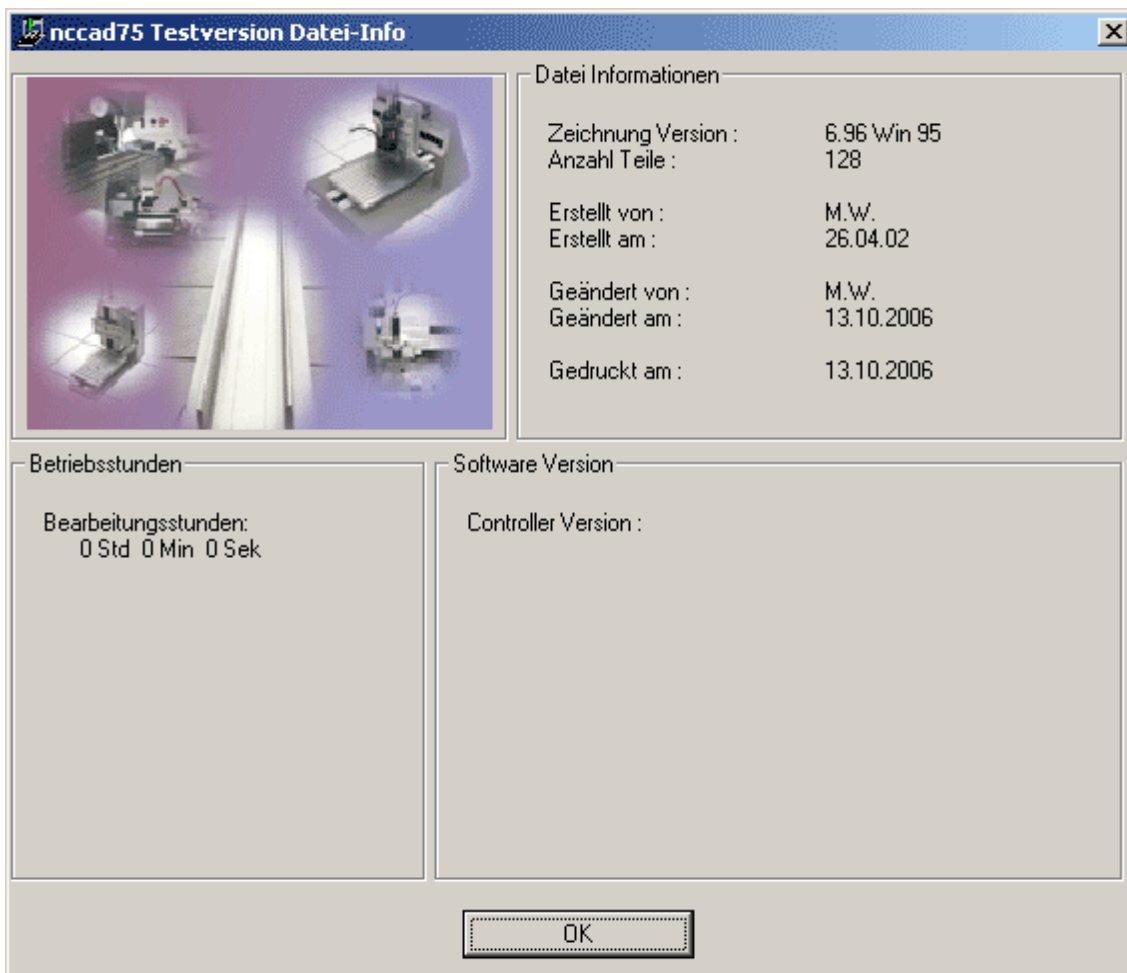 nccad75 Testversion Datei-Info
Datei Informationen
Zeichnung Version : 6.96 Win 95
Anzahl Teile : 128
Erstellt von : M.W.
Erstellt am : 26.04.02
Geändert von : M.W.
Geändert am : 13.10.2006
Gedruckt am : 13.10.2006
Betriebsstunden
Bearbeitungsstunden:
0 Std 0 Min 0 Sek
Software Version
Controller Version :
OK